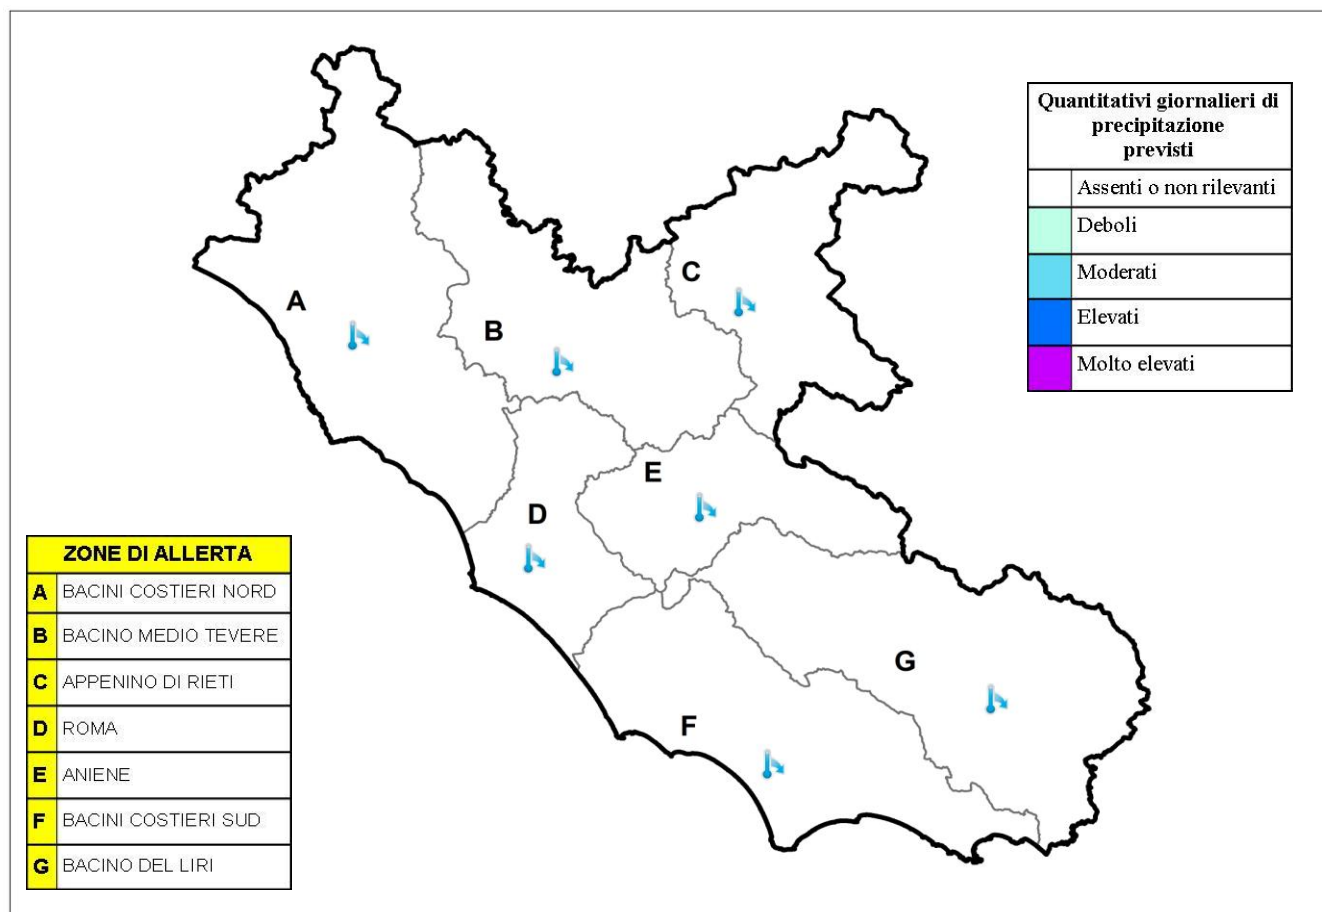 Quantitativi giornalieri di
precipitazione
previsti
Assenti o non rilevanti
Deboli
Moderati
Elevati
Molto elevati
A
B
C
D
E
F
G
ZONE DI ALLERTA
A BACINI COSTIERI NORD
B BACINO MEDIO TEVERE
C APPENINO DI RIETI
D ROMA
E ANIENE
F BACINI COSTIERI SUD
G BACINO DEL LIRI